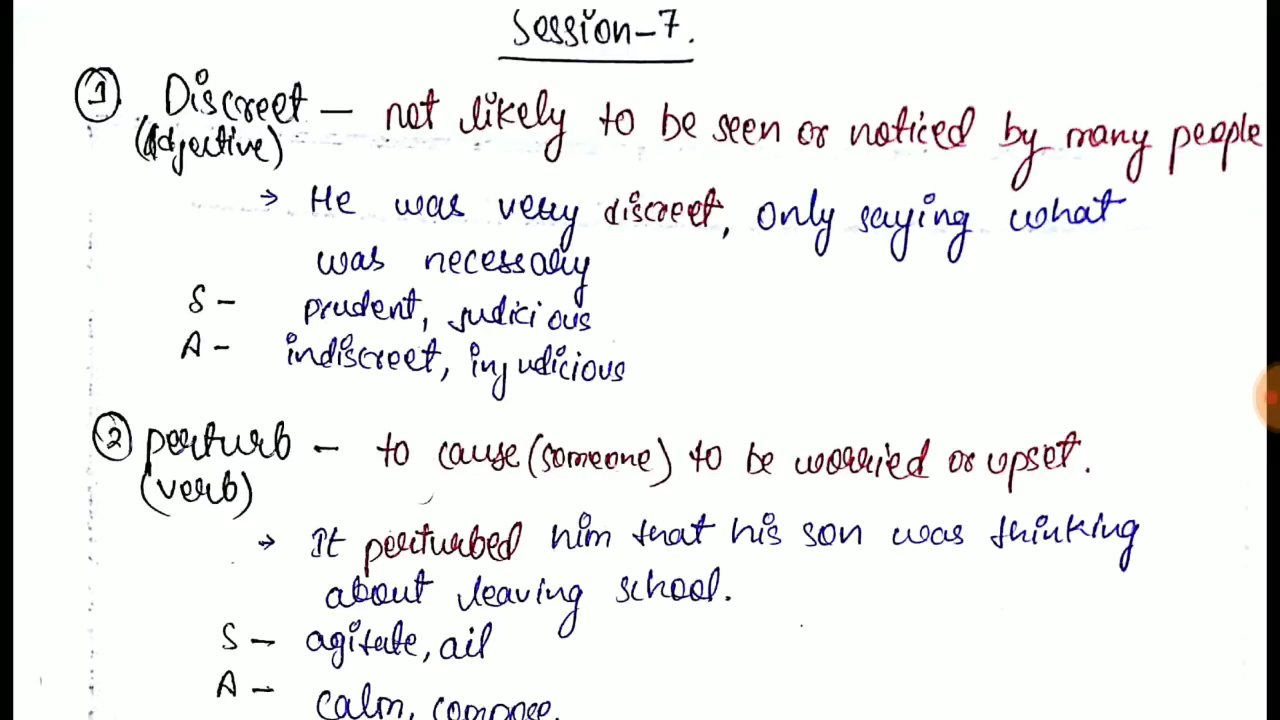 Session-7.
① Discreet — not likely to be seen or noticed by many people
(Adjective)
→ He was very discreet, only saying what
was necessary
S – prudent, judicious
A – indiscreet, injudicious
② perturb – to cause (someone) to be worried or upset.
(verb)
→ It perturbed him that his son was thinking
about leaving school.
S – agitate, ail
A – calm, compose.